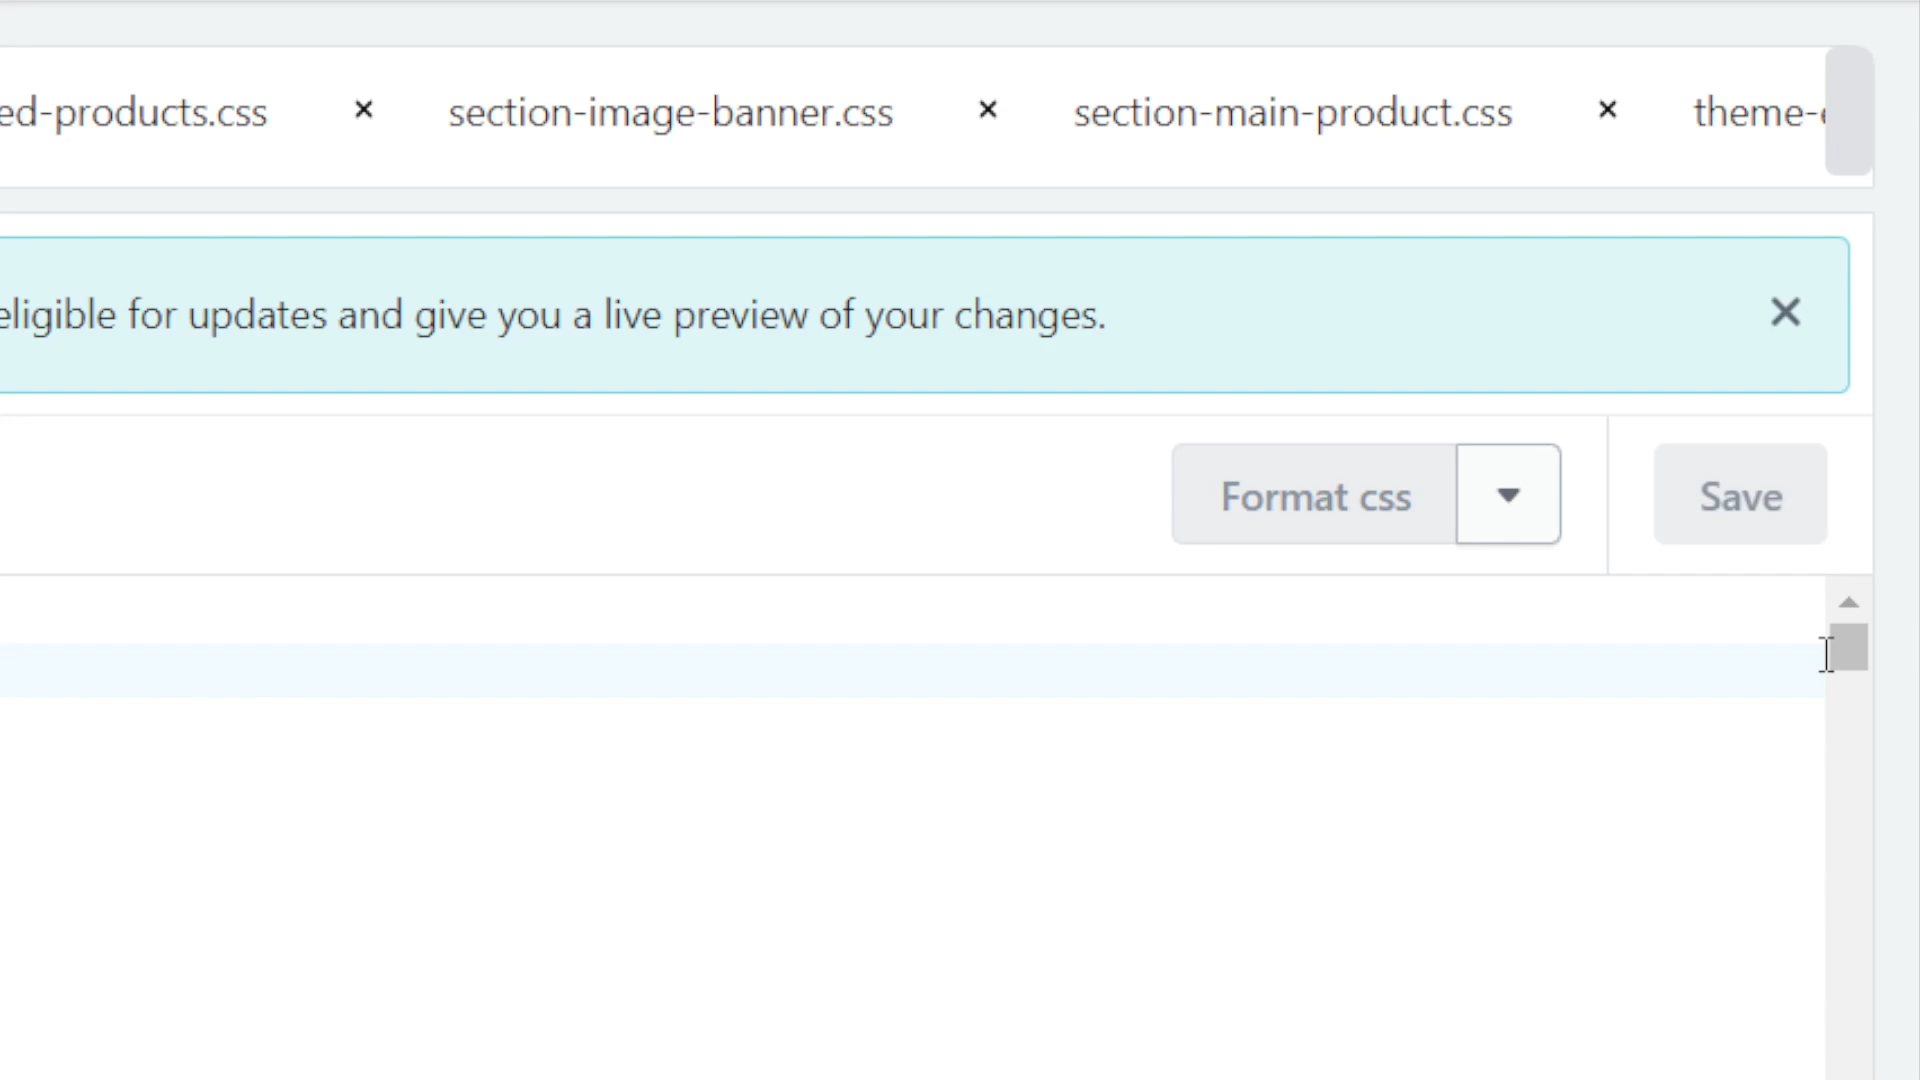 ed-products.css section-image-banner.css section-main-product.css theme-
eligible for updates and give you a live preview of your changes.
Format css Save